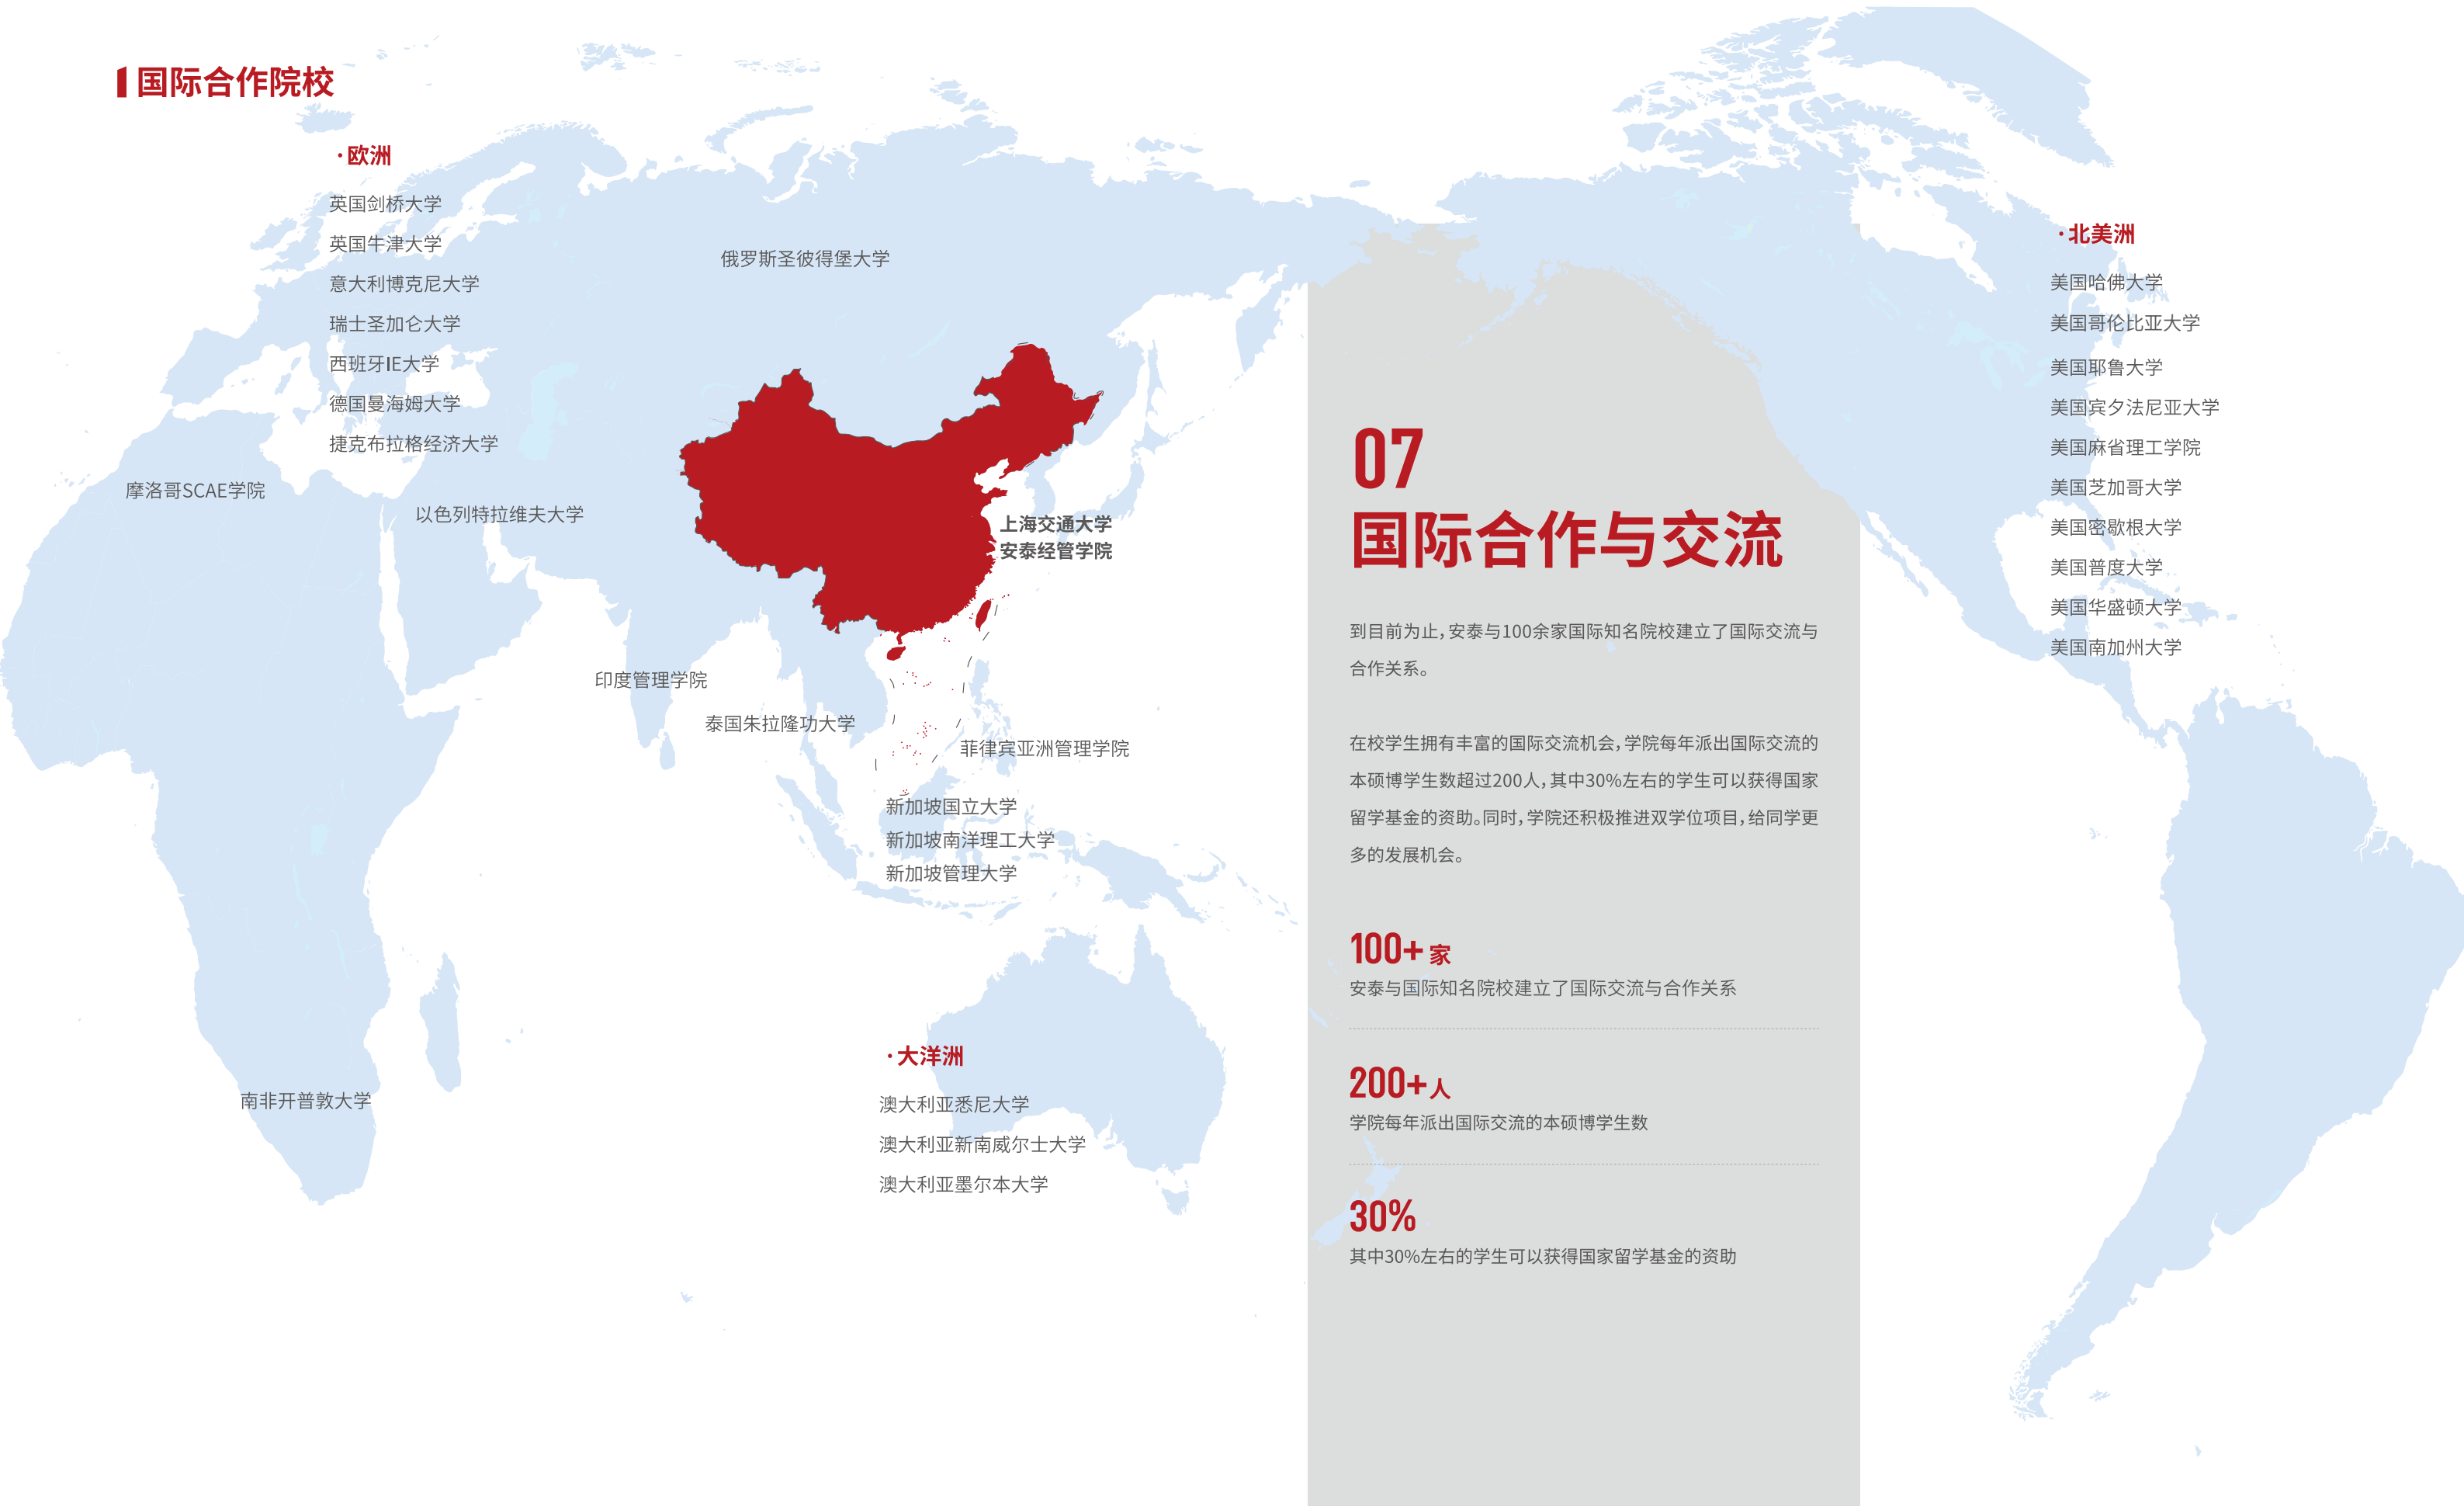 国际合作院校
·欧洲
英国剑桥大学
英国牛津大学
意大利博克尼大学
瑞士圣加仑大学
西班牙IE大学
德国曼海姆大学
捷克布拉格经济大学
摩洛哥SCAE学院
以色列特拉维夫大学
俄罗斯圣彼得堡大学
上海交通大学
安泰经管学院
印度管理学院
泰国朱拉隆功大学
菲律宾亚洲管理学院
新加坡国立大学
新加坡南洋理工大学
新加坡管理大学
南非开普敦大学
·大洋洲
澳大利亚悉尼大学
澳大利亚新南威尔士大学
澳大利亚墨尔本大学
07
国际合作与交流
到目前为止，安泰与100余家国际知名院校建立了国际交流与
合作关系。
在校学生拥有丰富的国际交流机会，学院每年派出国际交流的
本硕博学生数超过200人，其中30%左右的学生可以获得国家
留学基金的资助。同时，学院还积极推进双学位项目，给同学更
多的发展机会。
100+家
安泰与国际知名院校建立了国际交流与合作关系
200+人
学院每年派出国际交流的本硕博学生数
30%
其中30%左右的学生可以获得国家留学基金的资助
·北美洲
美国哈佛大学
美国哥伦比亚大学
美国耶鲁大学
美国宾夕法尼亚大学
美国麻省理工学院
美国芝加哥大学
美国密歇根大学
美国普度大学
美国华盛顿大学
美国南加州大学